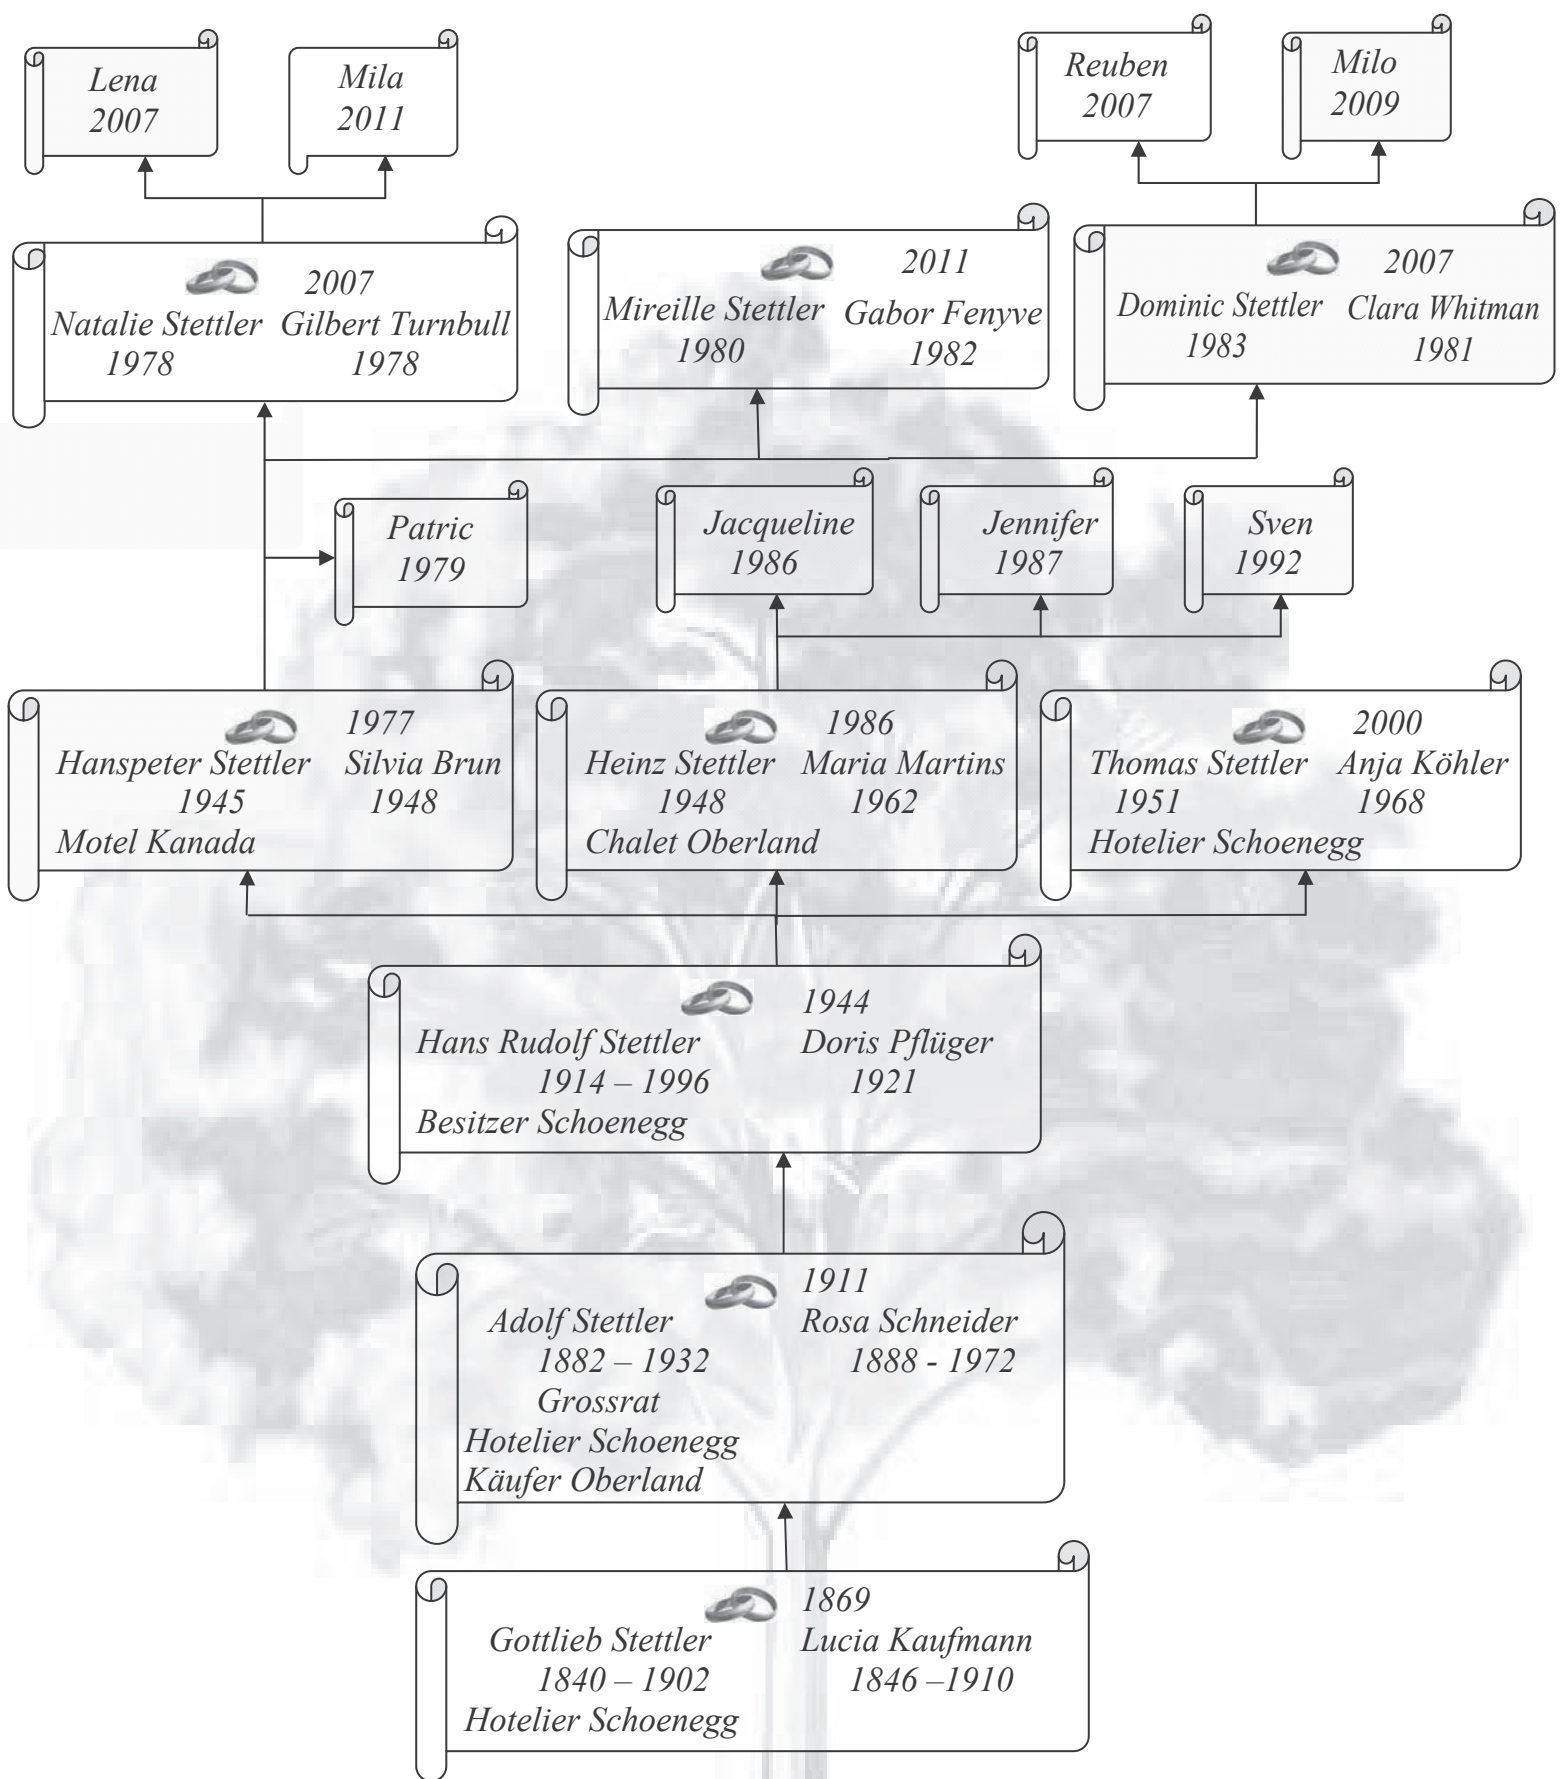 Lena
2007
Mila
2011
Reuben
2007
Milo
2009
2007
Natalie Stettler Gilbert Turnbull
1978 1978
2011
Mireille Stettler Gabor Fenyve
1980 1982
2007
Dominic Stettler Clara Whitman
1983 1981
Patric
1979
Jacqueline
1986
Jennifer
1987
Sven
1992
1977
Hanspeter Stettler Silvia Brun
1945 1948
Motel Kanada
1986
Heinz Stettler Maria Martins
1948 1962
Chalet Oberland
2000
Thomas Stettler Anja Köhler
1951 1968
Hotelier Schoenegg
1944
Hans Rudolf Stettler Doris Pflüger
1914 – 1996 1921
Besitzer Schoenegg
1911
Adolf Stettler Rosa Schneider
1882 – 1932 1888 - 1972
Grossrat
Hotelier Schoenegg
Käufer Oberland
1869
Gottlieb Stettler Lucia Kaufmann
1840 – 1902 1846 –1910
Hotelier Schoenegg